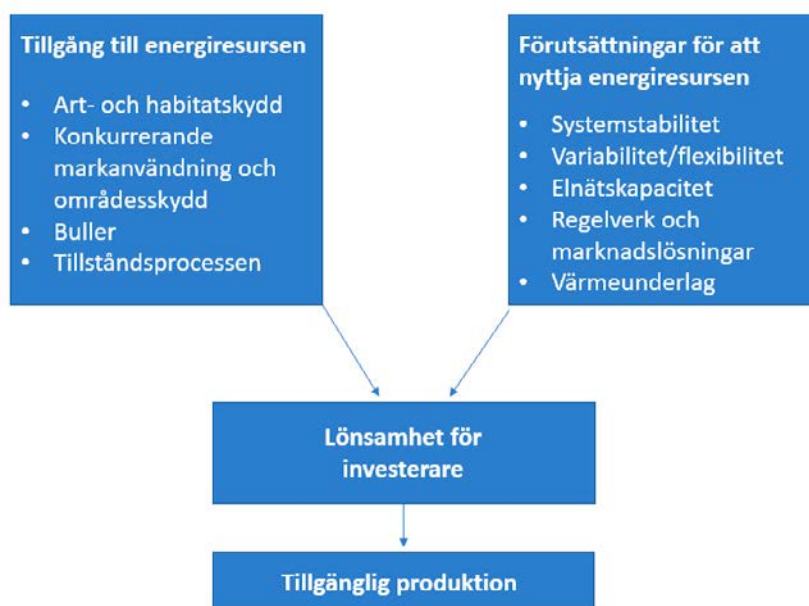 Tillgång till energiresursen
• Art- och habitatskydd
• Konkurrerande
markanvändning och
områdesskydd
• Buller
• Tillståndsprocessen
Förutsättningar för att
nyttja energiresursen
• Systemstabilitet
• Variabilitet/flexibilitet
• Elnätskapacitet
• Regelverk och
marknadslösningar
• Värmeunderlag
Lönsamhet för
investerare
Tillgänglig produktion